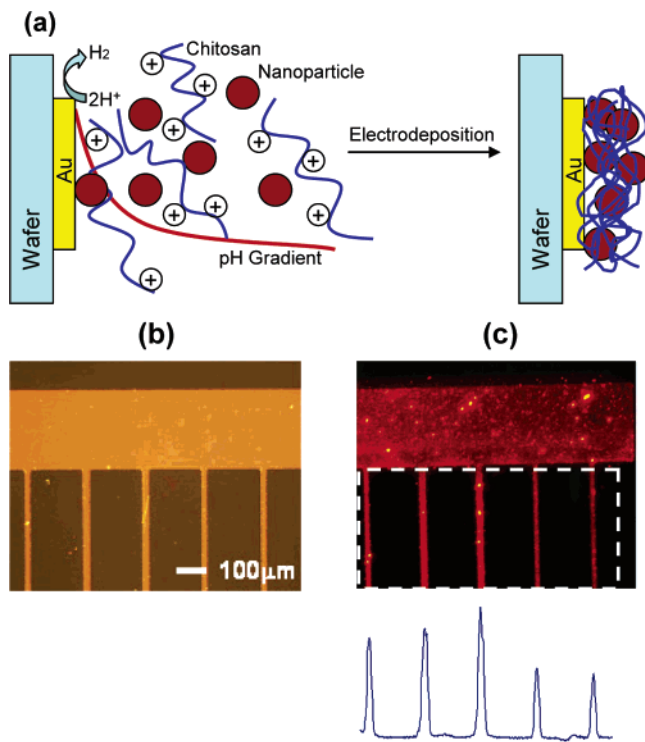 (a)
H2
2H+
Chitosan
Nanoparticle
+
+
+
+
+
+
+
+
+
Electrodeposition
Au
Wafer
pH Gradient
Au
Wafer
(b)
(c)
100μm